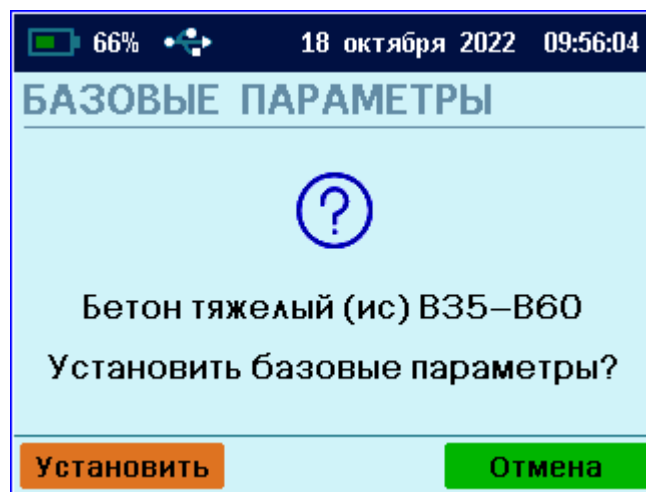 66% 18 октября 2022 09:56:04
БАЗОВЫЕ ПАРАМЕТРЫ
?
Бетон тяжелый (ис) В35–В60
Установить базовые параметры?
Установить Отмена